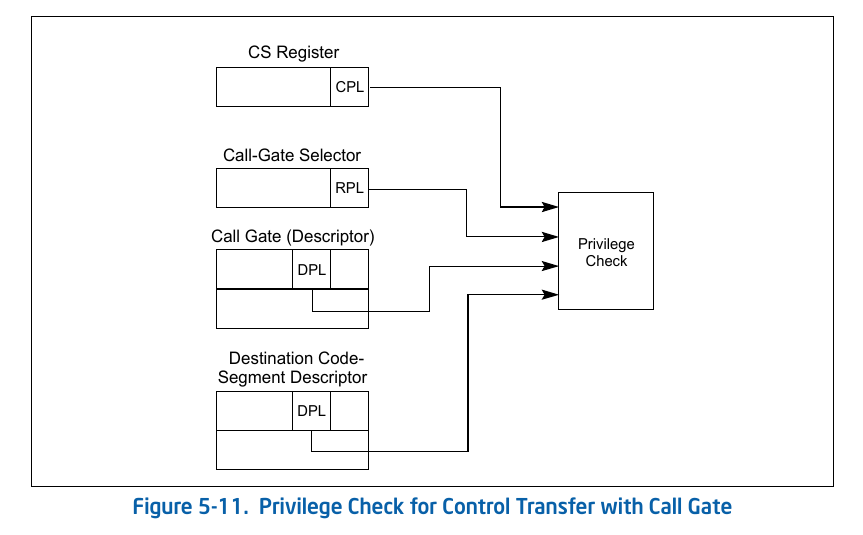 CS Register
CPL
Call-Gate Selector
RPL
Call Gate (Descriptor)
DPL
Privilege
Check
Destination Code-
Segment Descriptor
DPL
Figure 5-11. Privilege Check for Control Transfer with Call Gate